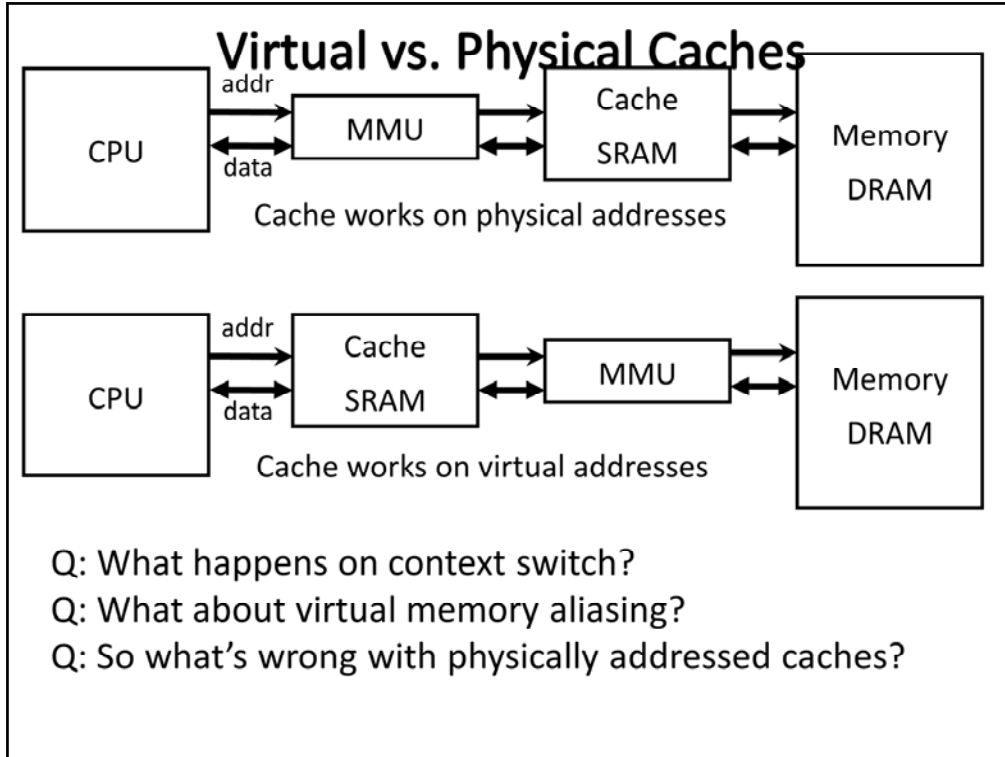 Virtual vs. Physical Caches
addr
CPU
MMU
Cache
SRAM
Memory
DRAM
data
Cache works on physical addresses
addr
CPU
Cache
SRAM
MMU
Memory
DRAM
data
Cache works on virtual addresses
Q: What happens on context switch?
Q: What about virtual memory aliasing?
Q: So what’s wrong with physically addressed caches?